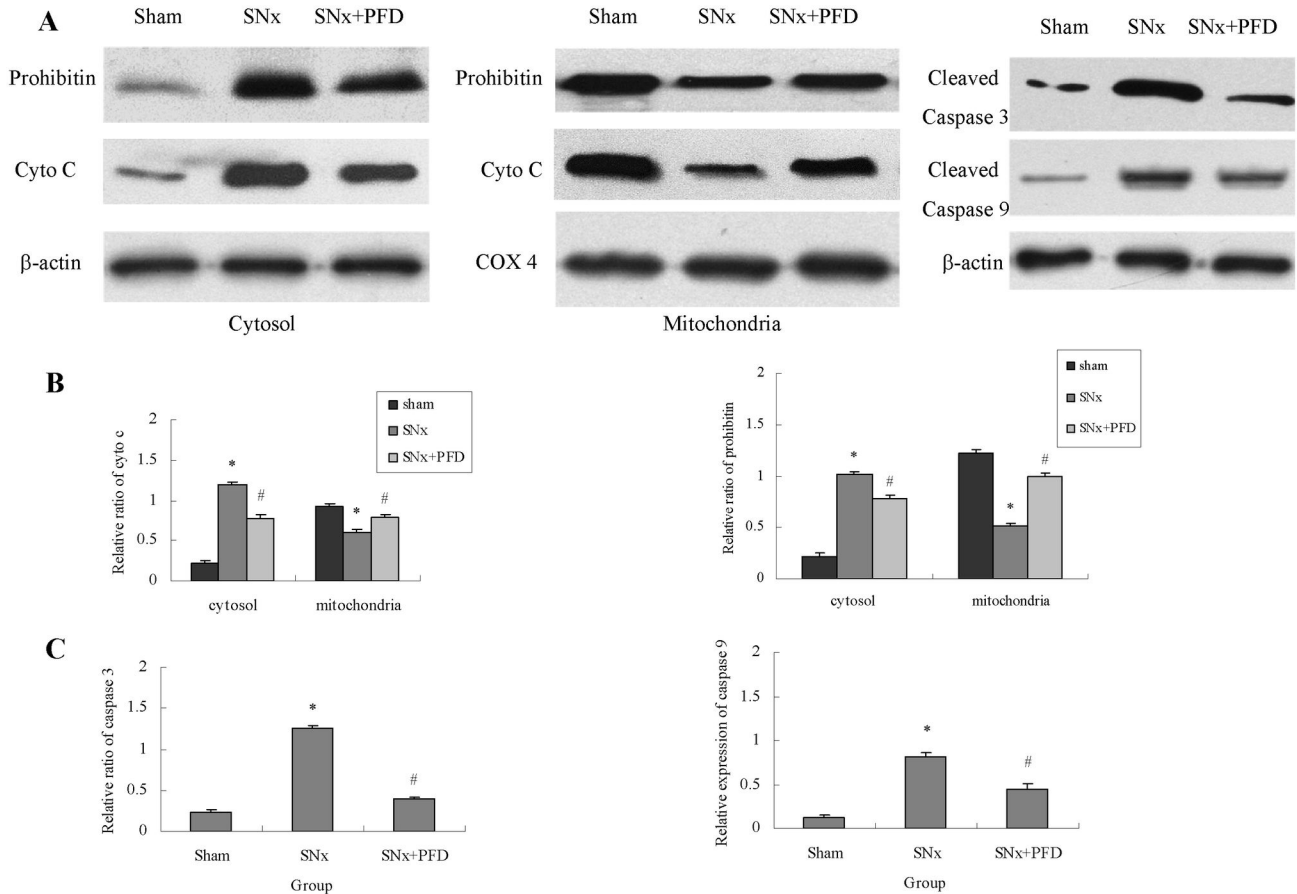 A
Sham SNx SNx+PFD
Prohibitin
Cyto C
β-actin
Cytosol
Sham SNx SNx+PFD
Prohibitin
Cyto C
COX 4
Mitochondria
Sham SNx SNx+PFD
Cleaved
Caspase 3
Cleaved
Caspase 9
β-actin
B
Relative ratio of cyto c
2
1.5
1
0.5
0
sham
SNx
SNx+PFD
*
#
*
#
cytosol mitochondria
Relative ratio of prohibitin
2
1.5
1
0.5
0
sham
SNx
SNx+PFD
*
#
*
#
cytosol mitochondria
C
Relative ratio of caspase 3
2
1.5
1
0.5
0
*
#
Sham SNx SNx+PFD
Group
Relative expression of caspase 9
2
1.5
1
0.5
0
*
#
Sham SNx SNx+PFD
Group